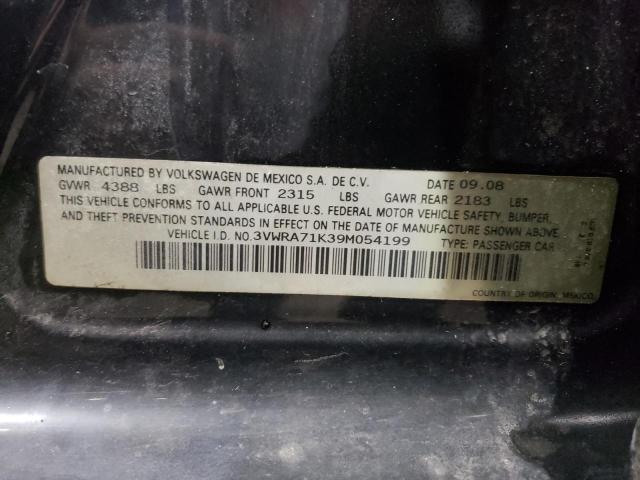 MANUFACTURED BY VOLKSWAGEN DE MEXICO S.A. DE C.V. DATE 09.08
GVWR 4388 LBS GAWR FRONT 2315 LBS GAWR REAR 2183 LBS
THIS VEHICLE CONFORMS TO ALL APPLICABLE U.S. FEDERAL MOTOR VEHICLE SAFETY, BUMPER,
AND THEFT PREVENTION STANDARDS IN EFFECT ON THE DATE OF MANUFACTURE SHOWN ABOVE.
VEHICLE I.D. NO. 3VWRA71K39M054199 TYPE: PASSENGER CAR
COUNTRY OF ORIGIN, MEXICO